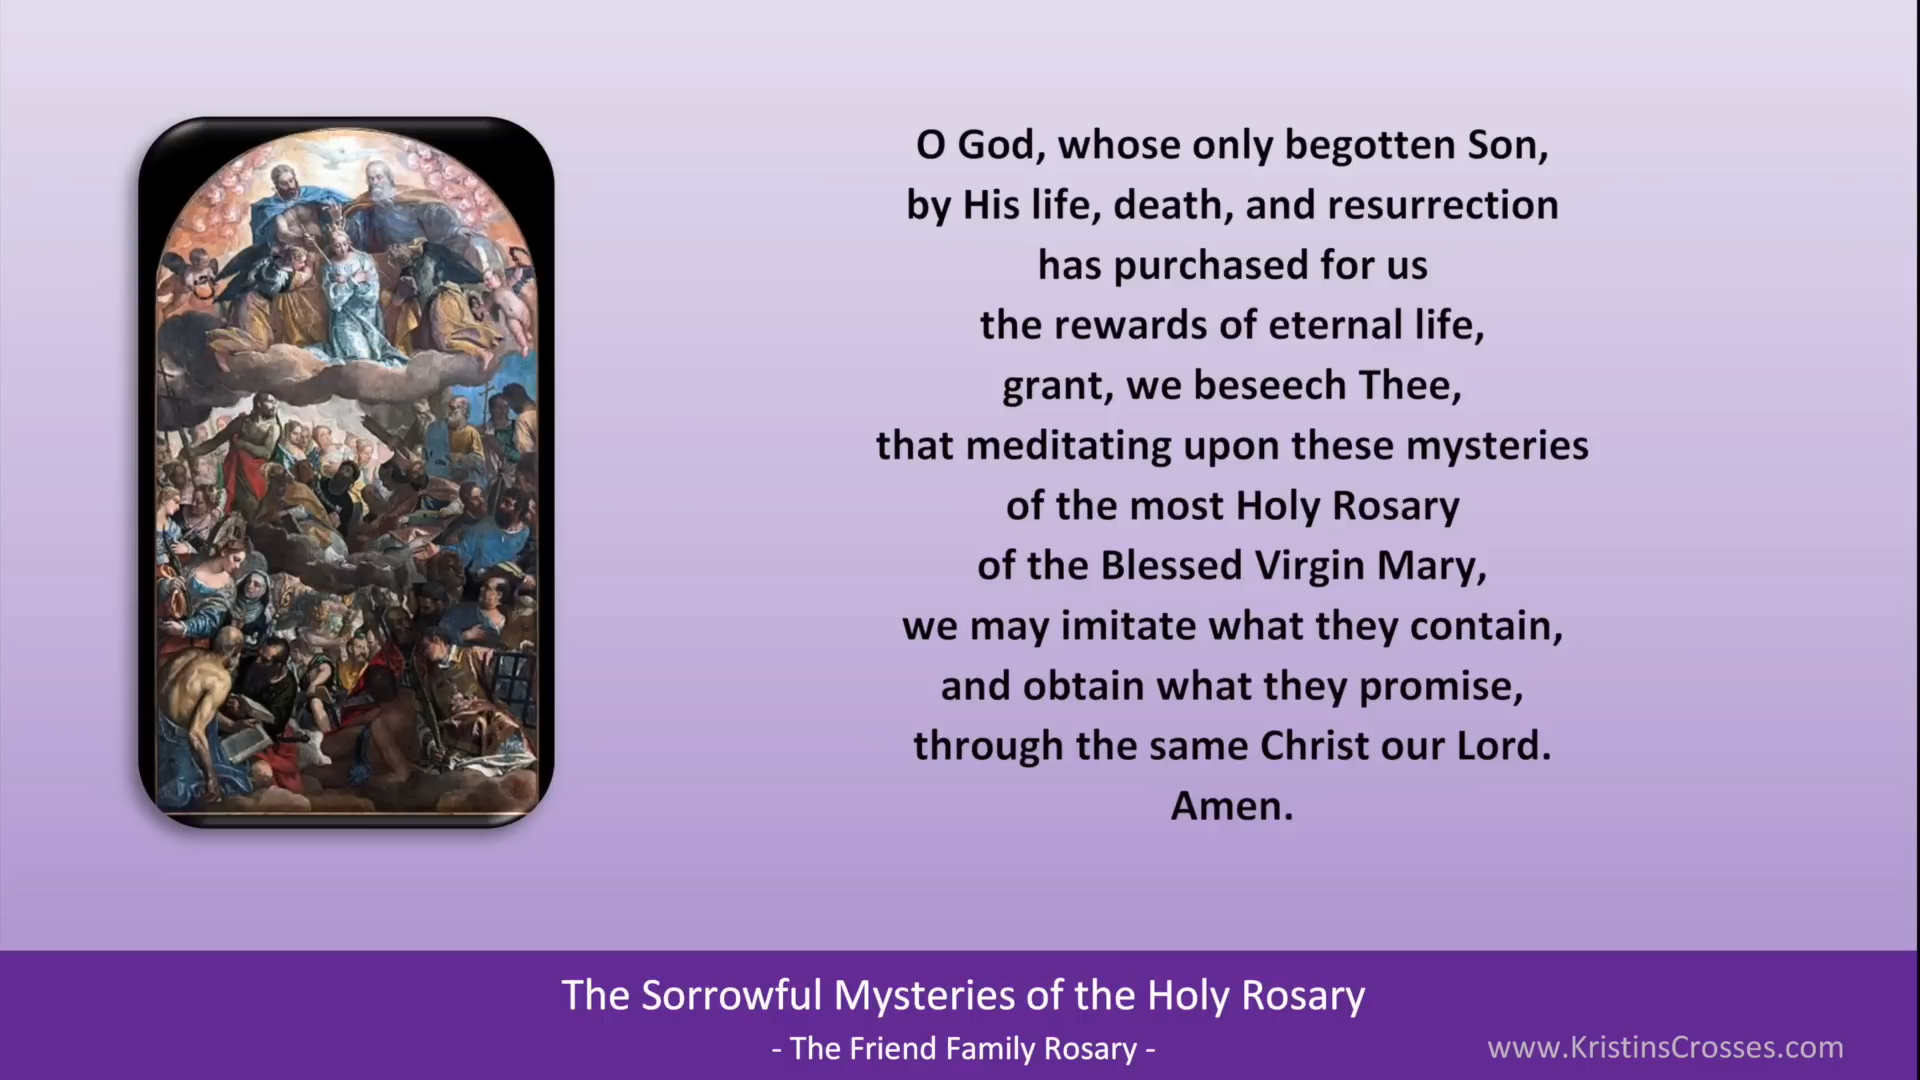 O God, whose only begotten Son,
by His life, death, and resurrection
has purchased for us
the rewards of eternal life,
grant, we beseech Thee,
that meditating upon these mysteries
of the most Holy Rosary
of the Blessed Virgin Mary,
we may imitate what they contain,
and obtain what they promise,
through the same Christ our Lord.
Amen.
The Sorrowful Mysteries of the Holy Rosary
- The Friend Family Rosary -
www.KristinsCrosses.com